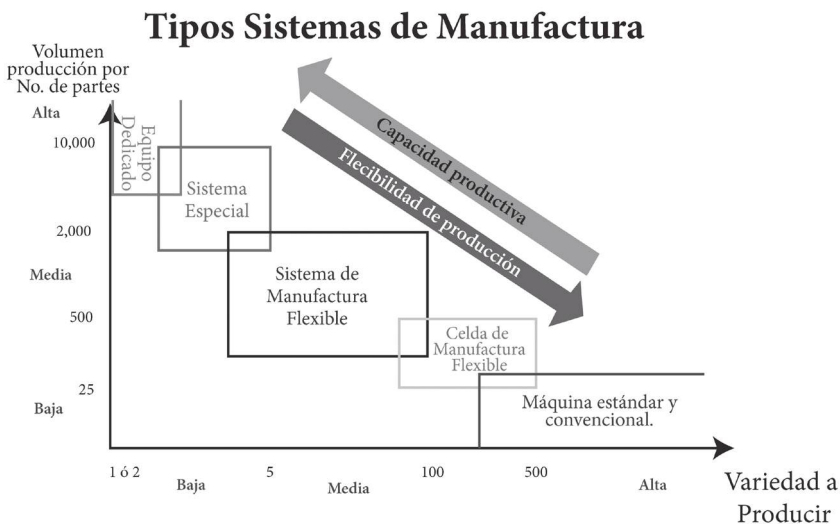 Tipos Sistemas de Manufactura
Volumen
producción por
No. de partes
Alta
10,000
2,000
Media
500
25
Baja
Equipo
Dedicado
Sistema
Especial
Sistema de
Manufactura
Flexible
Celda de
Manufactura
Flexible
Máquina estándar y
convencional.
Capacidad productiva
Flecibilidad de producción
1 ó 2
Baja
5
Media
100
500
Alta
Variedad a
Producir